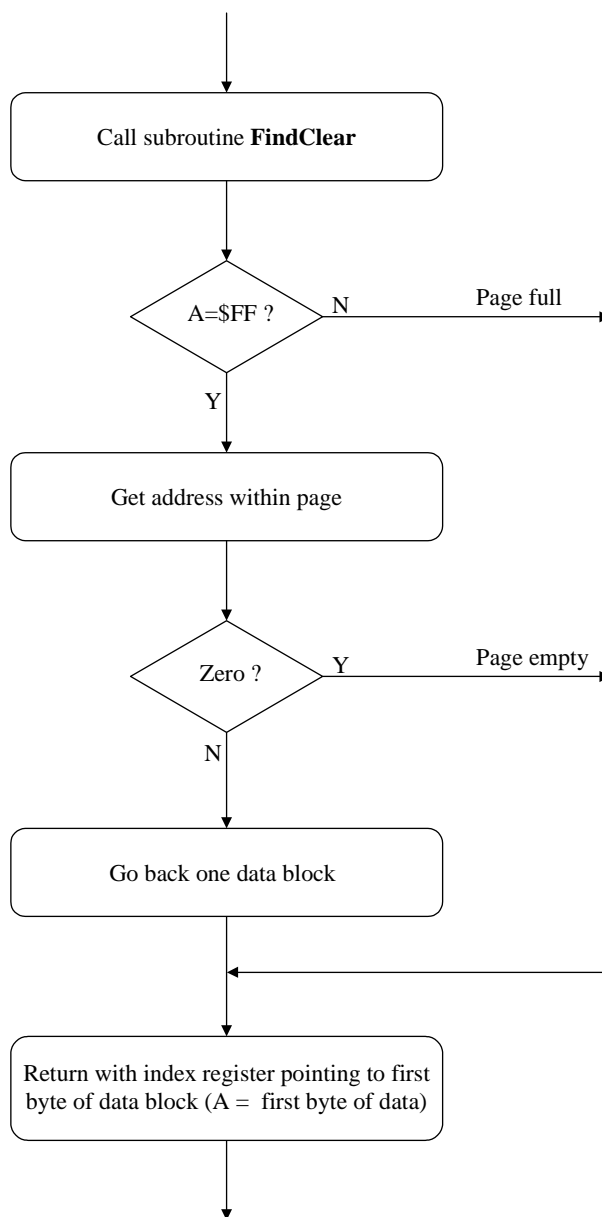 Call subroutine FindClear
A=$FF ?
N
Page full
Y
Get address within page
Zero ?
Y
Page empty
N
Go back one data block
Return with index register pointing to first
byte of data block (A = first byte of data)